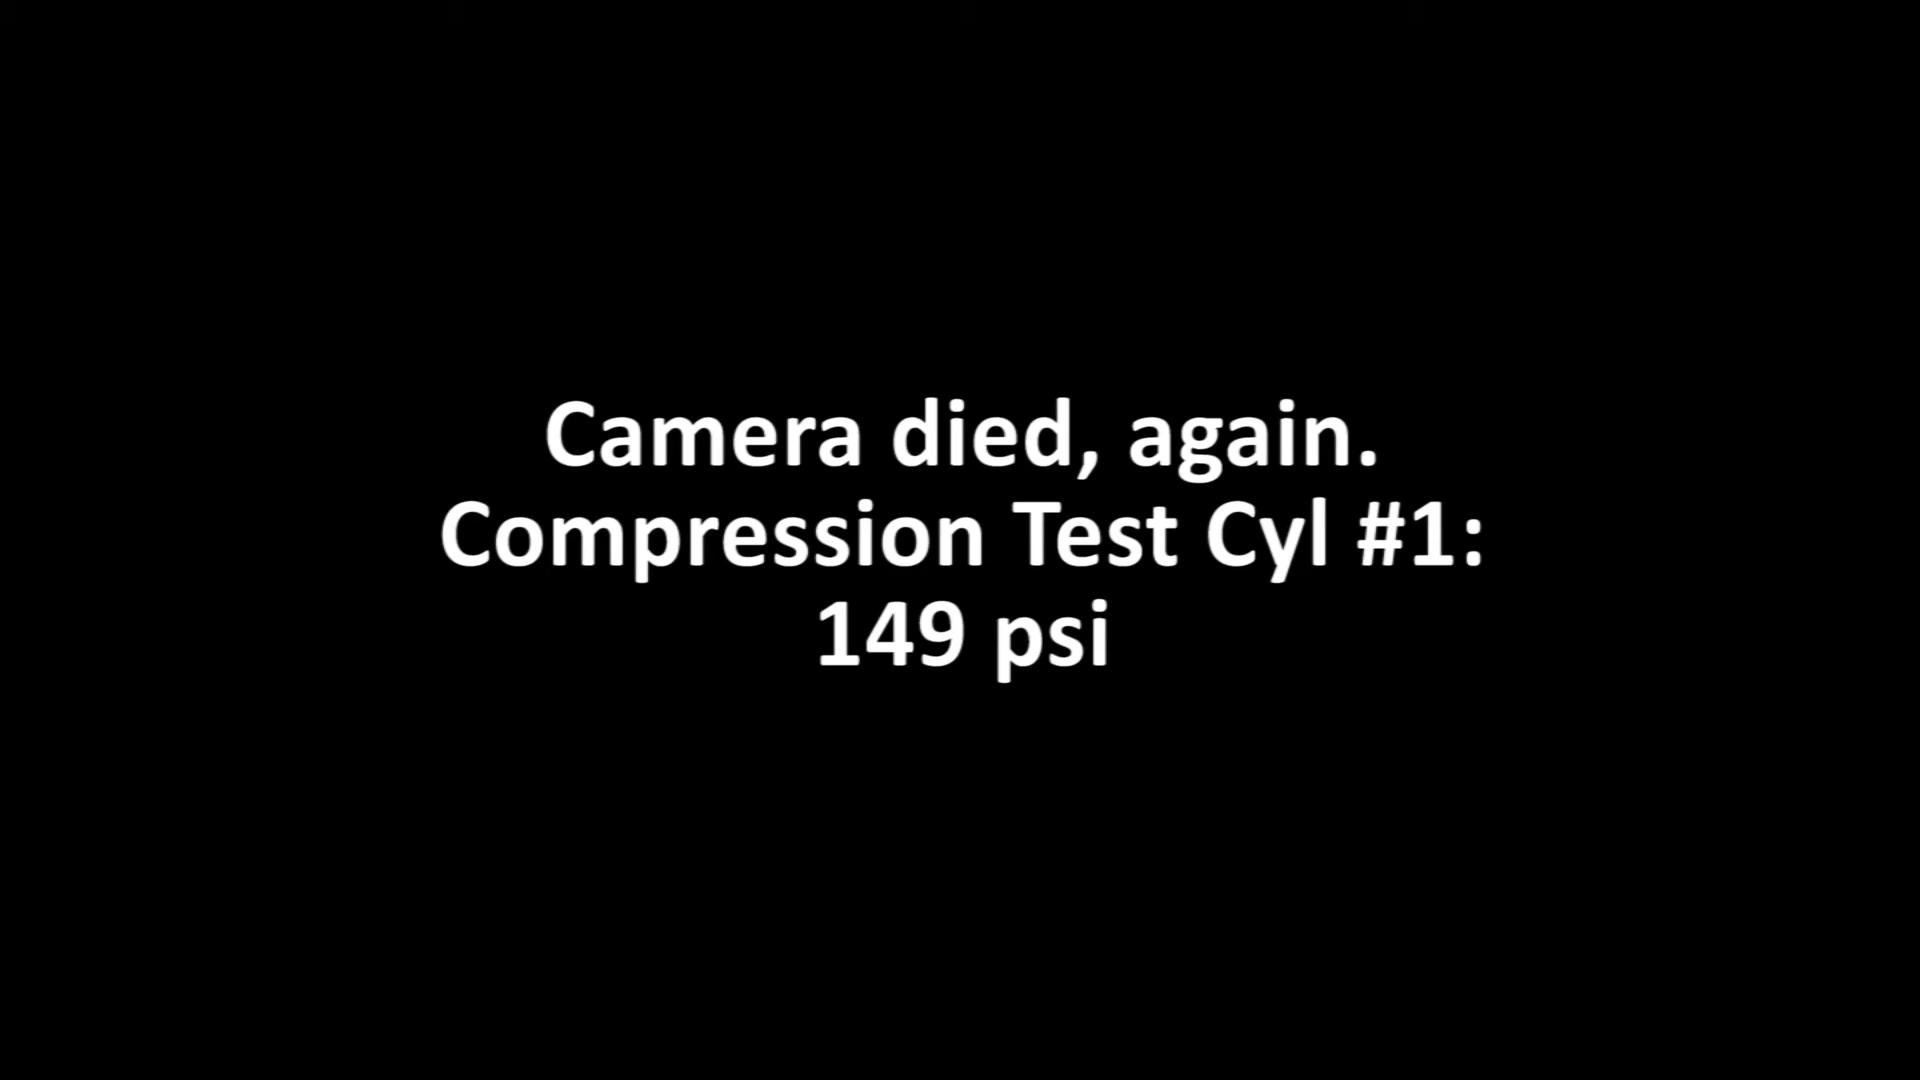 Camera died, again.
Compression Test Cyl #1:
149 psi